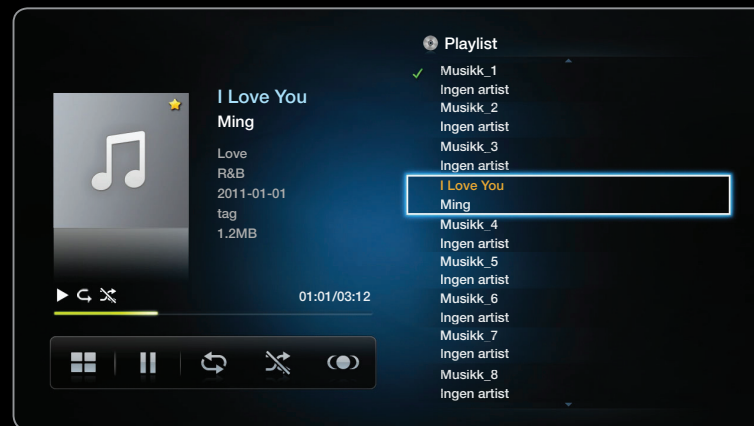 I Love You
Ming
Love
R&B
2011-01-01
tag
1.2MB
01:01/03:12
Playlist
Musikk_1
Ingen artist
Musikk_2
Ingen artist
Musikk_3
Ingen artist
I Love You
Ming
Musikk_4
Ingen artist
Musikk_5
Ingen artist
Musikk_6
Ingen artist
Musikk_7
Ingen artist
Musikk_8
Ingen artist